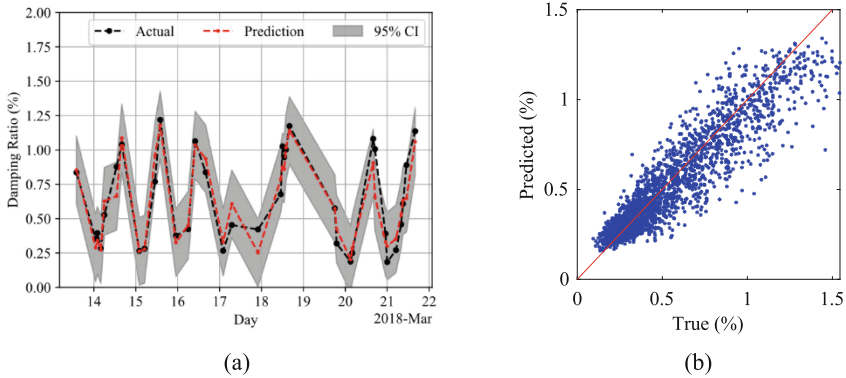 2.00
1.75
1.50
1.25
1.00
0.75
0.50
0.25
0.00
Damping Ratio (%)
Actual Prediction 95% CI
14 15 16 17 18 19 20 21 22
Day 2018-Mar
(a)
1.5
1
0.5
0
Predicted (%)
0 0.5 1 1.5
True (%)
(b)